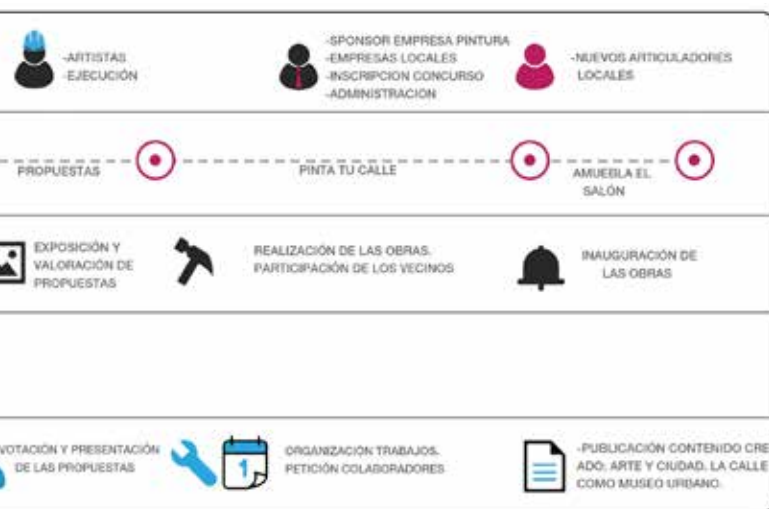 -ARTISTAS
-EJECUCIÓN
-SPONSOR EMPRESA PINTURA
-EMPRESAS LOCALES
-INSCRIPCION CONCURSO
-ADMINISTRACION
-NUEVOS ARTICULADORES
LOCALES
PROPUESTAS
PINTA TU CALLE
AMUEBLA EL
SALÓN
EXPOSICIÓN Y
VALORACIÓN DE
PROPUESTAS
REALIZACIÓN DE LAS OBRAS.
PARTICIPACIÓN DE LOS VECINOS
INAUGURACIÓN DE
LAS OBRAS
VOTACIÓN Y PRESENTACIÓN
DE LAS PROPUESTAS
1
ORGANIZACIÓN TRABAJOS.
PETICIÓN COLABORADORES
-PUBLICACIÓN CONTENIDO CRE
ADO: ARTE Y CIUDAD. LA CALLE
COMO MUSEO URBANO.